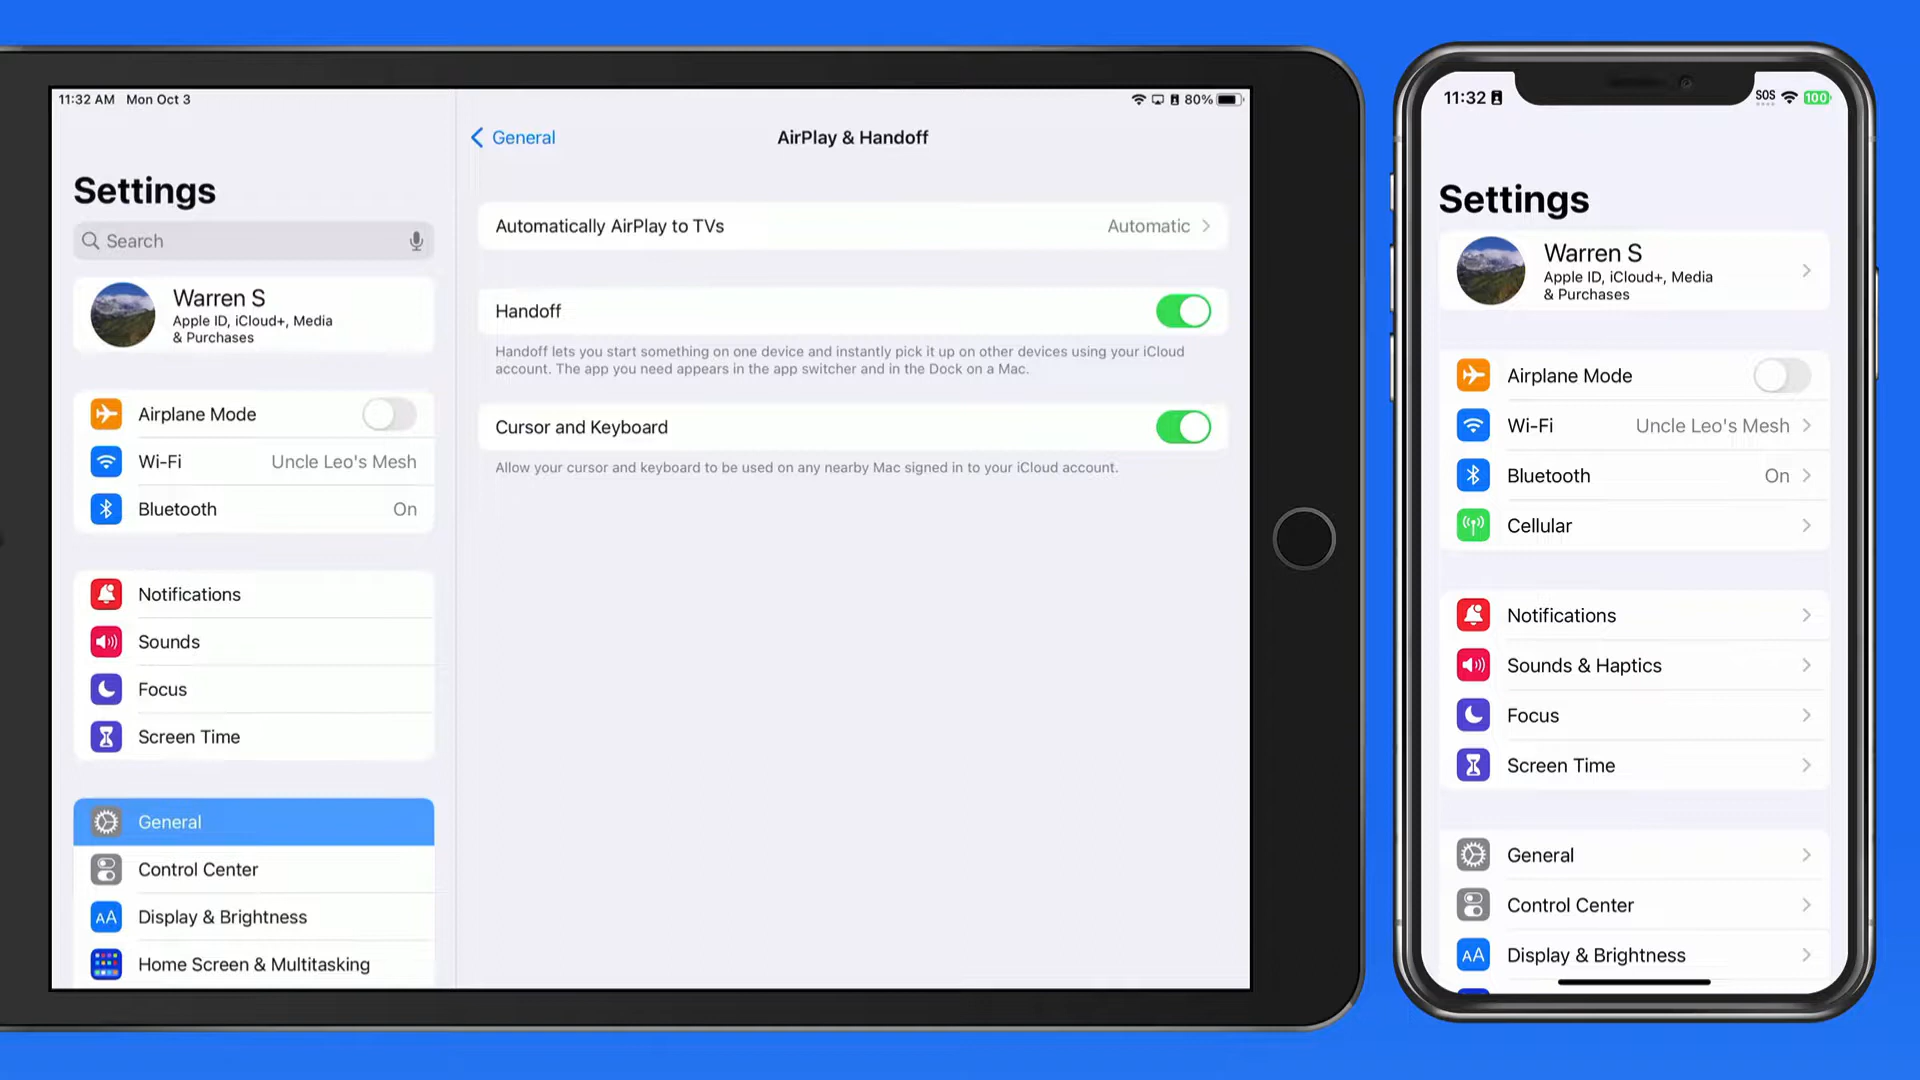 11:32 AM Mon Oct 3
80%
Settings
Search
Warren S
Apple ID, iCloud+, Media
& Purchases
Airplane Mode
Wi-Fi Uncle Leo's Mesh
Bluetooth On
Notifications
Sounds
Focus
Screen Time
General
Control Center
AA Display & Brightness
Home Screen & Multitasking
General
AirPlay & Handoff
Automatically AirPlay to TVs Automatic
Handoff
Handoff lets you start something on one device and instantly pick it up on other devices using your iCloud
account. The app you need appears in the app switcher and in the Dock on a Mac.
Cursor and Keyboard
Allow your cursor and keyboard to be used on any nearby Mac signed in to your iCloud account.
11:32 SOS 100
Settings
Warren S
Apple ID, iCloud+, Media
& Purchases
Airplane Mode
Wi-Fi Uncle Leo's Mesh
Bluetooth On
Cellular
Notifications
Sounds & Haptics
Focus
Screen Time
General
Control Center
AA Display & Brightness